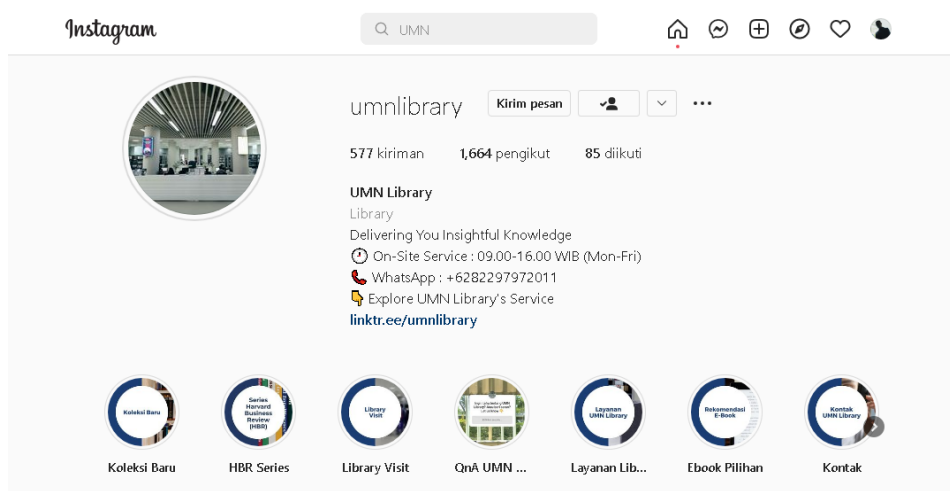 Instagram
UMN
umnlibrary Kirim pesan
577 kiriman 1,664 pengikut 85 diikuti
UMN Library
Library
Delivering You Insightful Knowledge
On-Site Service : 09.00-16.00 WIB (Mon-Fri)
WhatsApp : +6282297972011
Explore UMN Library's Service
linktr.ee/umnlibrary
Koleksi Baru
Series
Harvard
Business
Review
(HBR)
Library
Visit
Layanan
UMN Library
Rekomendasi
E-Book
Kontak
UMN Library
Koleksi Baru HBR Series Library Visit QnA UMN ... Layanan Lib... Ebook Pilihan Kontak